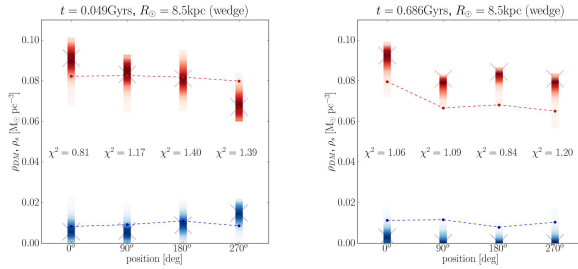 t = 0.049Gyrs, R⊙ = 8.5kpc (wedge)
ρDM, ρs [M⊙ pc⁻³]
0.10
0.08
0.06
0.04
0.02
0.00
χ² = 0.81 χ² = 1.17 χ² = 1.40 χ² = 1.39
0° 90° 180° 270°
position [deg]
t = 0.686Gyrs, R⊙ = 8.5kpc (wedge)
ρDM, ρs [M⊙ pc⁻³]
0.10
0.08
0.06
0.04
0.02
0.00
χ² = 1.06 χ² = 1.09 χ² = 0.84 χ² = 1.20
0° 90° 180° 270°
position [deg]